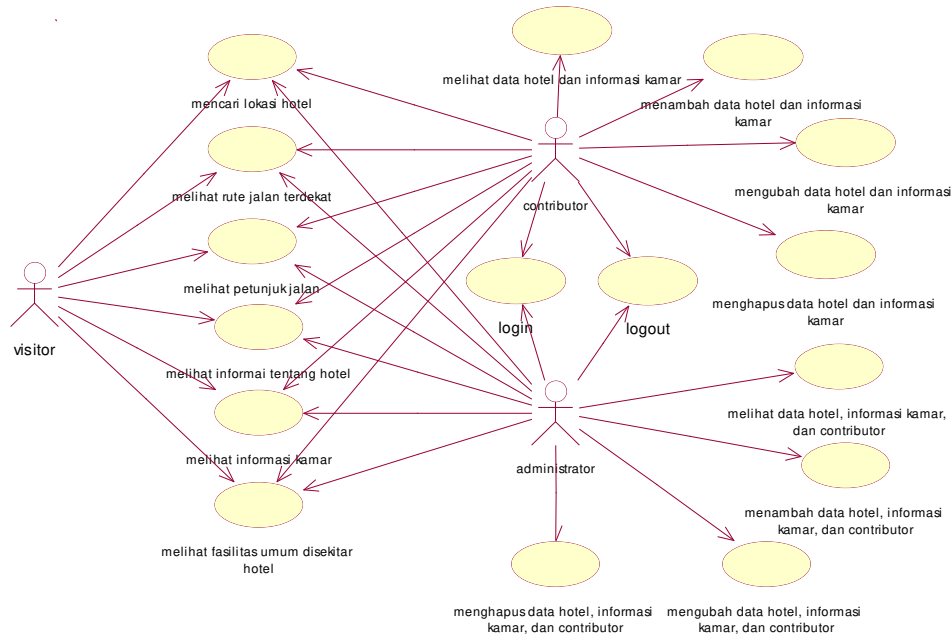 melihat data hotel dan informasi kamar
mencari lokasi hotel
menambah data hotel dan informasi
kamar
melihat rute jalan terdekat
contributor
mengubah data hotel dan informasi
kamar
melihat petunjuk jalan
menghapus data hotel dan informasi
kamar
login
logout
visitor
melihat informai tentang hotel
melihat data hotel, informasi kamar,
dan contributor
melihat informasi kamar
administrator
menambah data hotel, informasi
kamar, dan contributor
melihat fasilitas umum disekitar
hotel
menghapus data hotel, informasi
kamar, dan contributor
mengubah data hotel, informasi
kamar, dan contributor